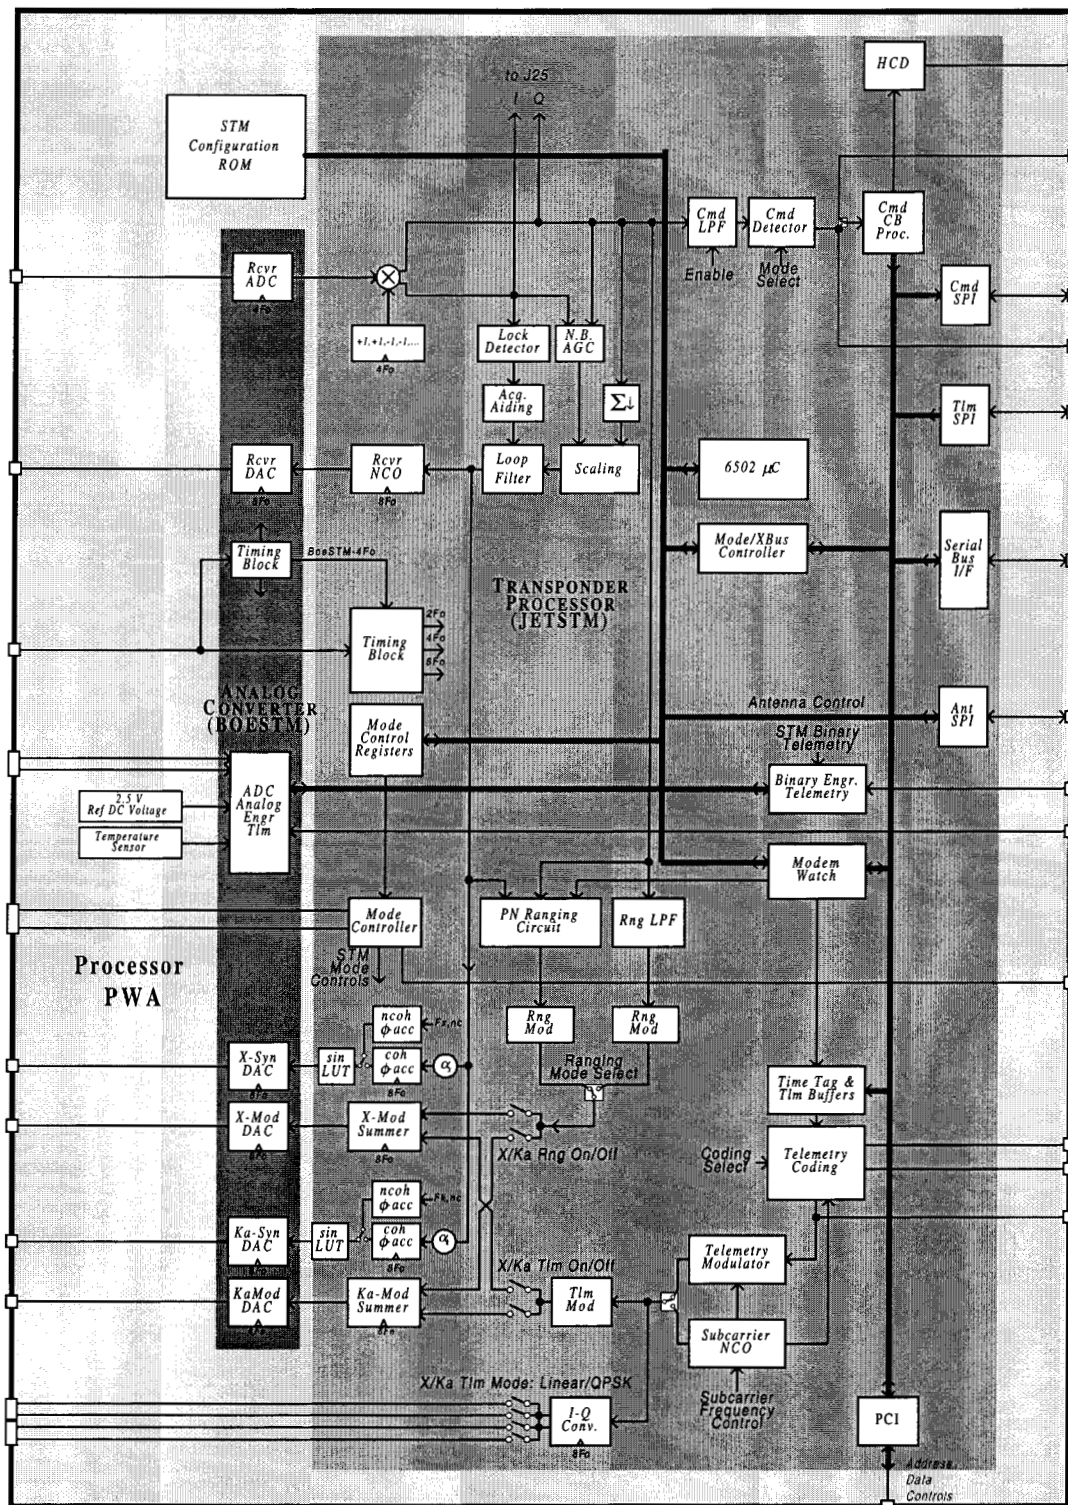 to J25
I Q
HCD
STM
Configuration
ROM
Cmd
LPF
Cmd
Detector
Cmd
CB
Proc.
Enable
Mode
Select
Rcvr
ADC
4Fo
Cmd
SPI
+1,+1,-1,-1,...
4Fo
Lock
Detector
N.B.
AGC
Acq.
Aiding
Σ↓
Tlm
SPI
Rcvr
DAC
8Fo
Rcvr
NCO
8Fo
Loop
Filter
Scaling
6502 µC
Timing
Block
BoeSTM-4Fo
Mode/XBus
Controller
Serial
Bus
I/F
TRANSPONDER
PROCESSOR
(JETSTM)
Timing
Block
2Fo
4Fo
8Fo
ANALOG
CONVERTER
(BOESTM)
Mode
Control
Registers
Antenna Control
Ant
SPI
STM Binary
Telemetry
2.5 V
Ref DC Voltage
Temperature
Sensor
ADC
Analog
Engr
Tlm
Binary Engr.
Telemetry
Modem
Watch
Mode
Controller
PN Ranging
Circuit
Rng LPF
STM
Mode
Controls
Processor
PWA
ncoh
ϕ-acc
Fx,nc
Rng
Mod
Rng
Mod
X-Syn
DAC
8Fo
sin
LUT
coh
ϕ-acc
8Fo
α
Ranging
Mode Select
Time Tag &
Tlm Buffers
X-Mod
DAC
8Fo
X-Mod
Summer
8Fo
X/Ka Rng On/Off
Coding
Select
Telemetry
Coding
ncoh
ϕ-acc
Fk,nc
Ka-Syn
DAC
8Fo
sin
LUT
coh
ϕ-acc
8Fo
α
Telemetry
Modulator
X/Ka Tlm On/Off
KaMod
DAC
8Fo
Ka-Mod
Summer
8Fo
Tlm
Mod
Subcarrier
NCO
X/Ka Tlm Mode: Linear/QPSK
Subcarrier
Frequency
Control
I-Q
Conv.
8Fo
PCI
Address
Data
Controls